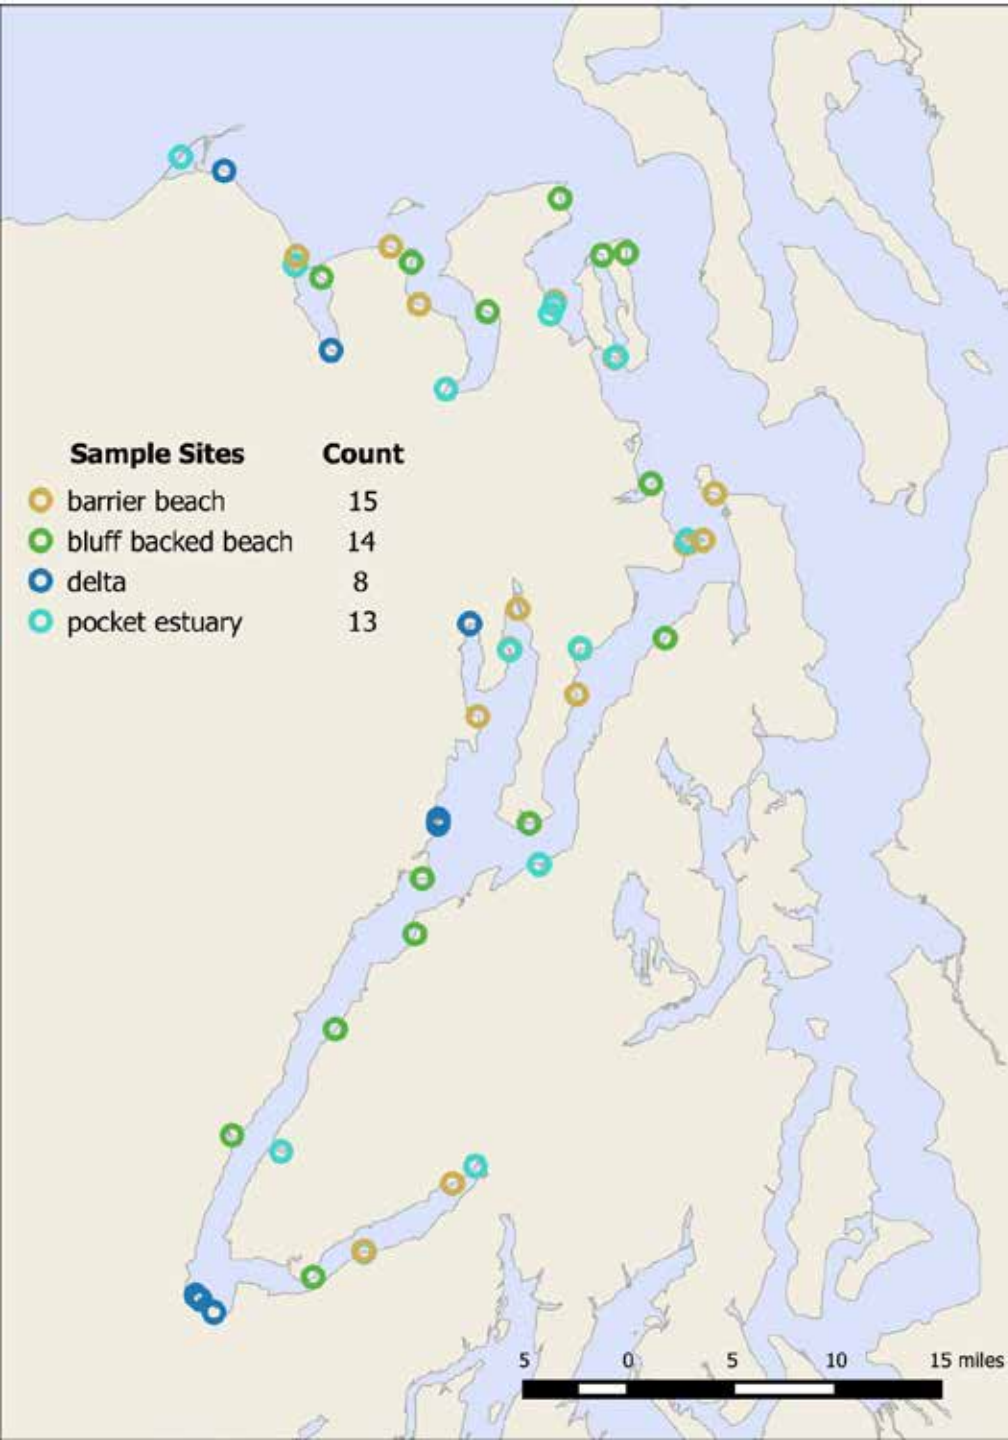 Sample Sites Count
barrier beach 15
bluff backed beach 14
delta 8
pocket estuary 13
5 0 5 10 15 miles